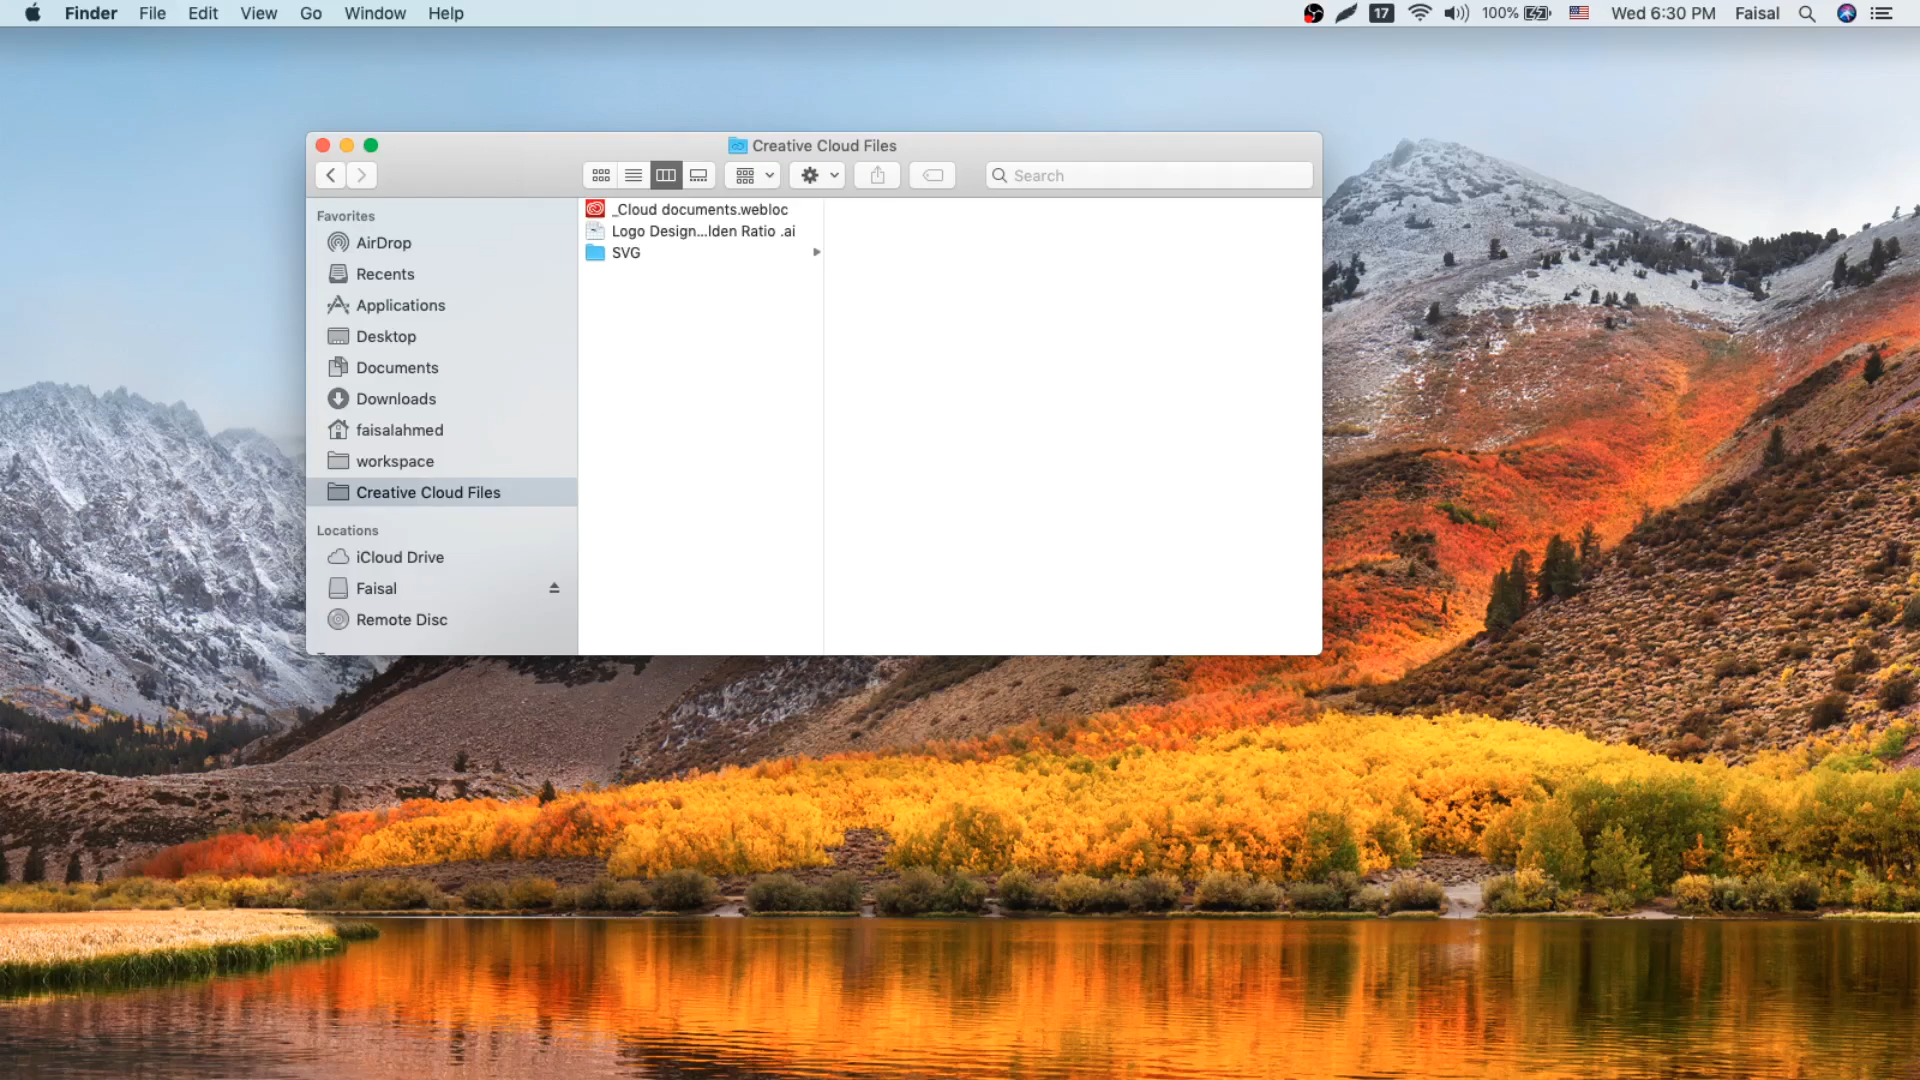 Finder File Edit View Go Window Help 17 100% Wed 6:30 PM Faisal
Creative Cloud Files
Search
Favorites
AirDrop
Recents
Applications
Desktop
Documents
Downloads
faisalahmed
workspace
Creative Cloud Files
Locations
iCloud Drive
Faisal
Remote Disc
_Cloud documents.webloc
Logo Design...lden Ratio .ai
SVG